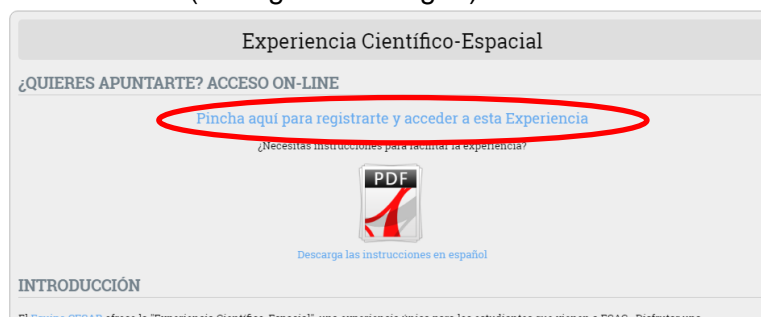 Experiencia Científico-Espacial
¿QUIERES APUNTARTE? ACCESO ON-LINE
Pincha aquí para registrarte y acceder a esta Experiencia
¿Necesitas instrucciones para facilitar la experiencia?
PDF
Descarga las instrucciones en español
INTRODUCCIÓN